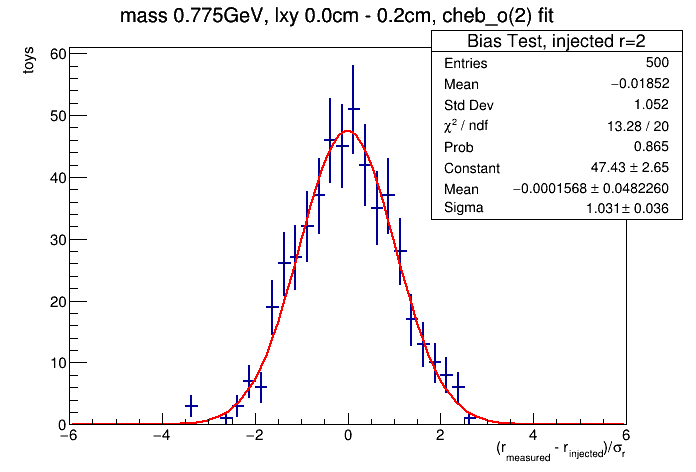 mass 0.775GeV, lxy 0.0cm - 0.2cm, cheb_o(2) fit
Bias Test, injected r=2
Entries 500
Mean −0.01852
Std Dev 1.052
χ² / ndf 13.28 / 20
Prob 0.865
Constant 47.43 ± 2.65
Mean −0.0001568 ± 0.0482260
Sigma 1.031 ± 0.036
toys
60
50
40
30
20
10
0
−6 −4 −2 0 2 4 6
(r_measured - r_injected)/σ_r